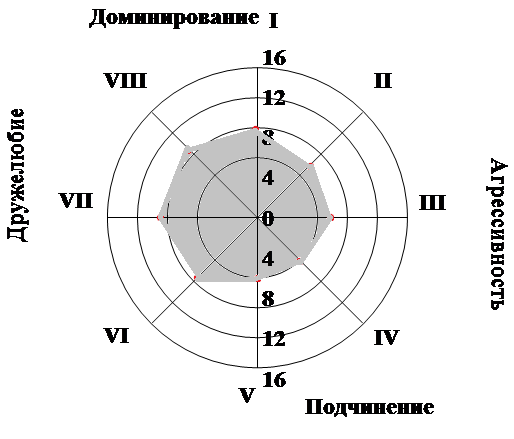 Доминирование I
16
VIII
II
12
8
Дружелюбие
4
VII
III
0
Агрессивность
4
8
VI
IV
12
16
V
Подчинение